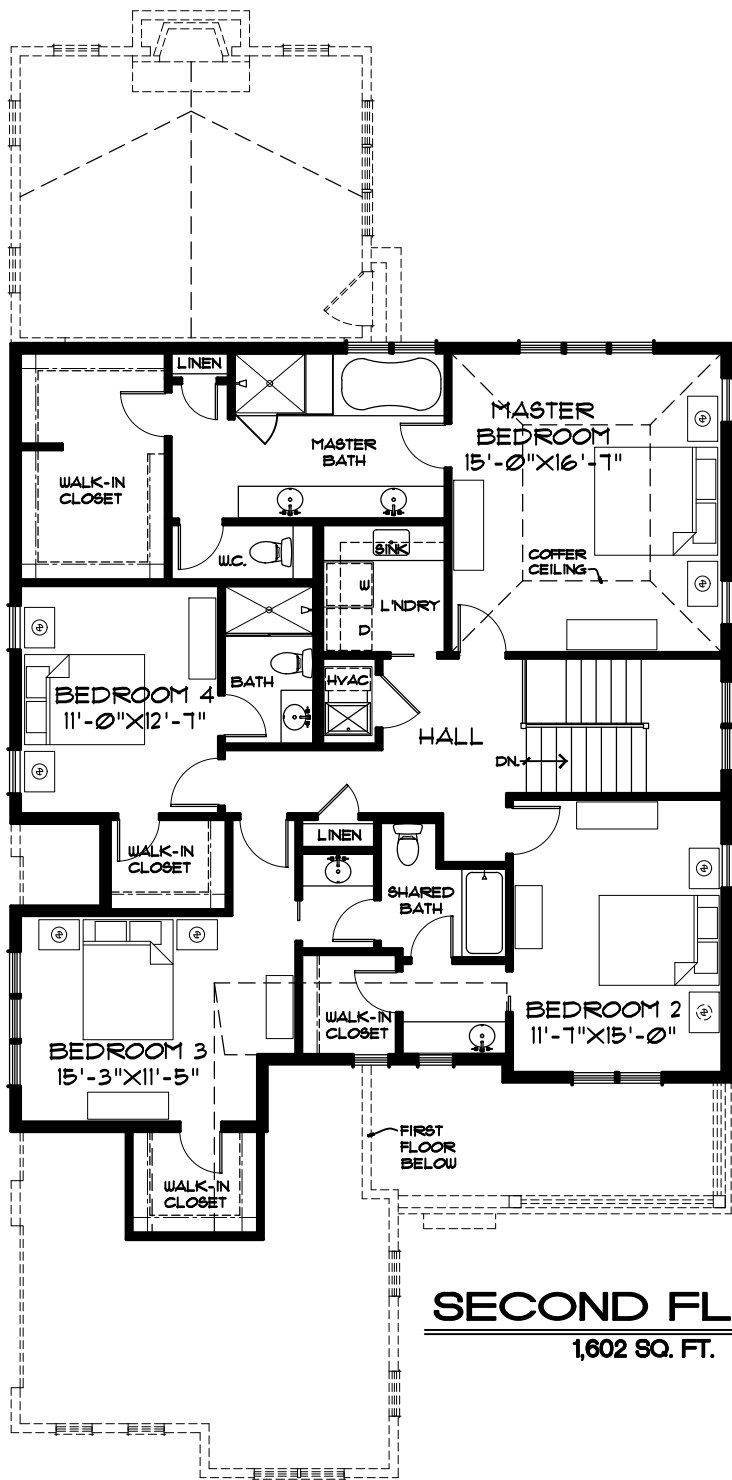 LINEN
MASTER
BATH
WALK-IN
CLOSET
W.C.
MASTER
BEDROOM
15'-0"X16'-7"
COFFER
CEILING
SINK
W
L'NDRY
D
HVAC
BATH
BEDROOM 4
11'-0"X12'-7"
HALL
DN.
WALK-IN
CLOSET
LINEN
SHARED
BATH
BEDROOM 2
11'-7"X15'-0"
WALK-IN
CLOSET
BEDROOM 3
15'-3"X11'-5"
WALK-IN
CLOSET
FIRST
FLOOR
BELOW
SECOND FL
1,602 SQ. FT.